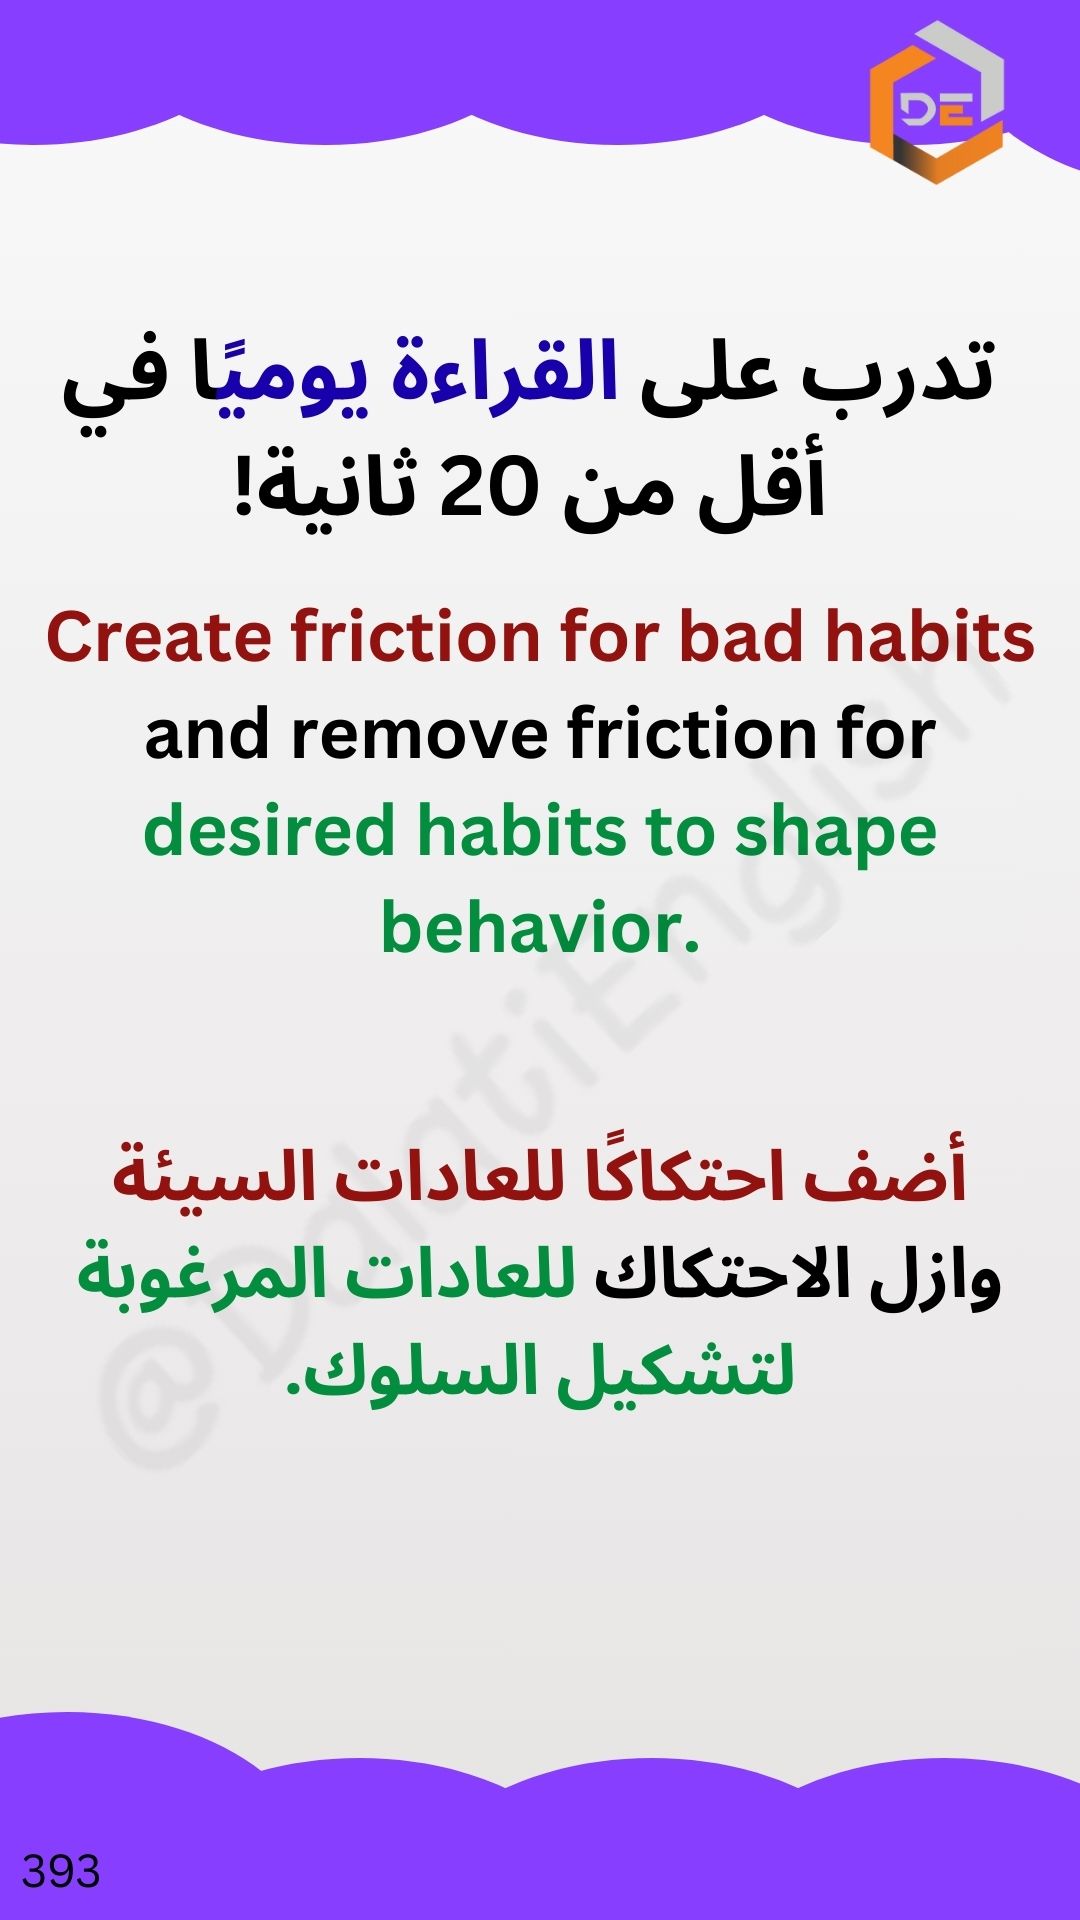 DE
تدرب على القراءة يوميًا في
أقل من 20 ثانية!
Create friction for bad habits
and remove friction for
desired habits to shape
behavior.
@DalatiEnglish
أضف احتكاكًا للعادات السيئة
وازل الاحتكاك للعادات المرغوبة
لتشكيل السلوك.
393